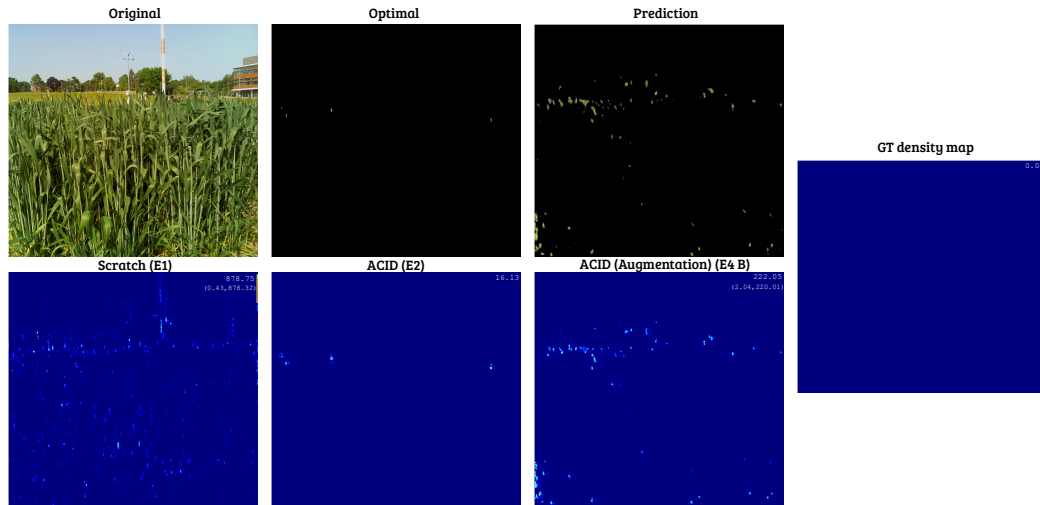 Original
Optimal
Prediction
GT density map
0.0
Scratch (E1)
ACID (E2)
ACID (Augmentation) (E4 B)
878.75
(0.43,878.32)
16.13
222.05
(2.04,220.01)